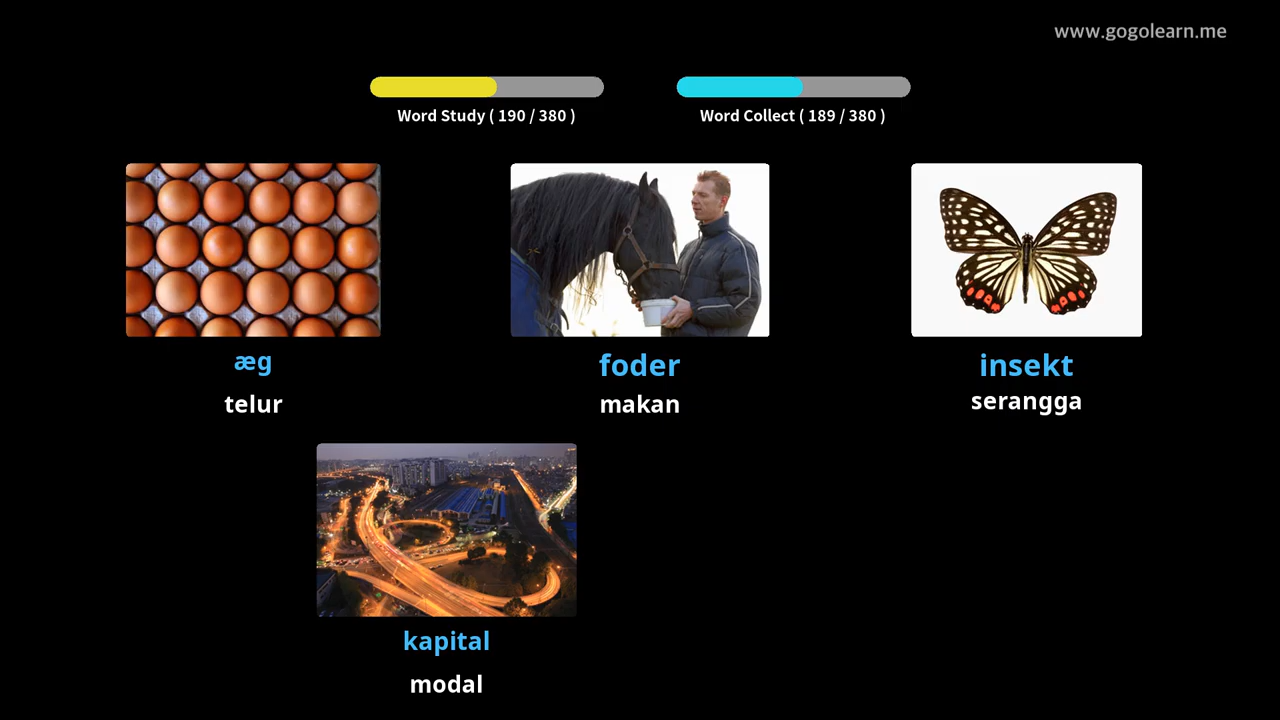 www.gogolearn.me
Word Study ( 190 / 380 )
Word Collect ( 189 / 380 )
æg
telur
foder
makan
insekt
serangga
kapital
modal